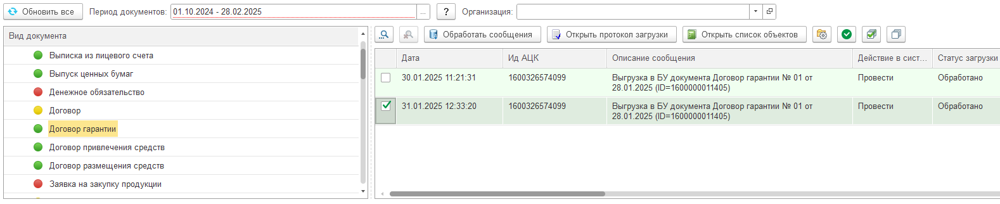 Обновить все Период документов: 01.10.2024 - 28.02.2025 ... ? Организация:
Вид документа
Выписка из лицевого счета
Выпуск ценных бумаг
Денежное обязательство
Договор
Договор гарантии
Договор привлечения средств
Договор размещения средств
Заявка на закупку продукции
Обработать сообщения Открыть протокол загрузки Открыть список объектов
Дата Ид АЦК Описание сообщения Действие в сист... Статус загрузки
30.01.2025 11:21:31 1600326574099 Выгрузка в БУ документа Договор гарантии № 01 от Провести Обработано
28.01.2025 (ID=1600000011405)
31.01.2025 12:33:20 1600326574099 Выгрузка в БУ документа Договор гарантии № 01 от Провести Обработано
28.01.2025 (ID=1600000011405)